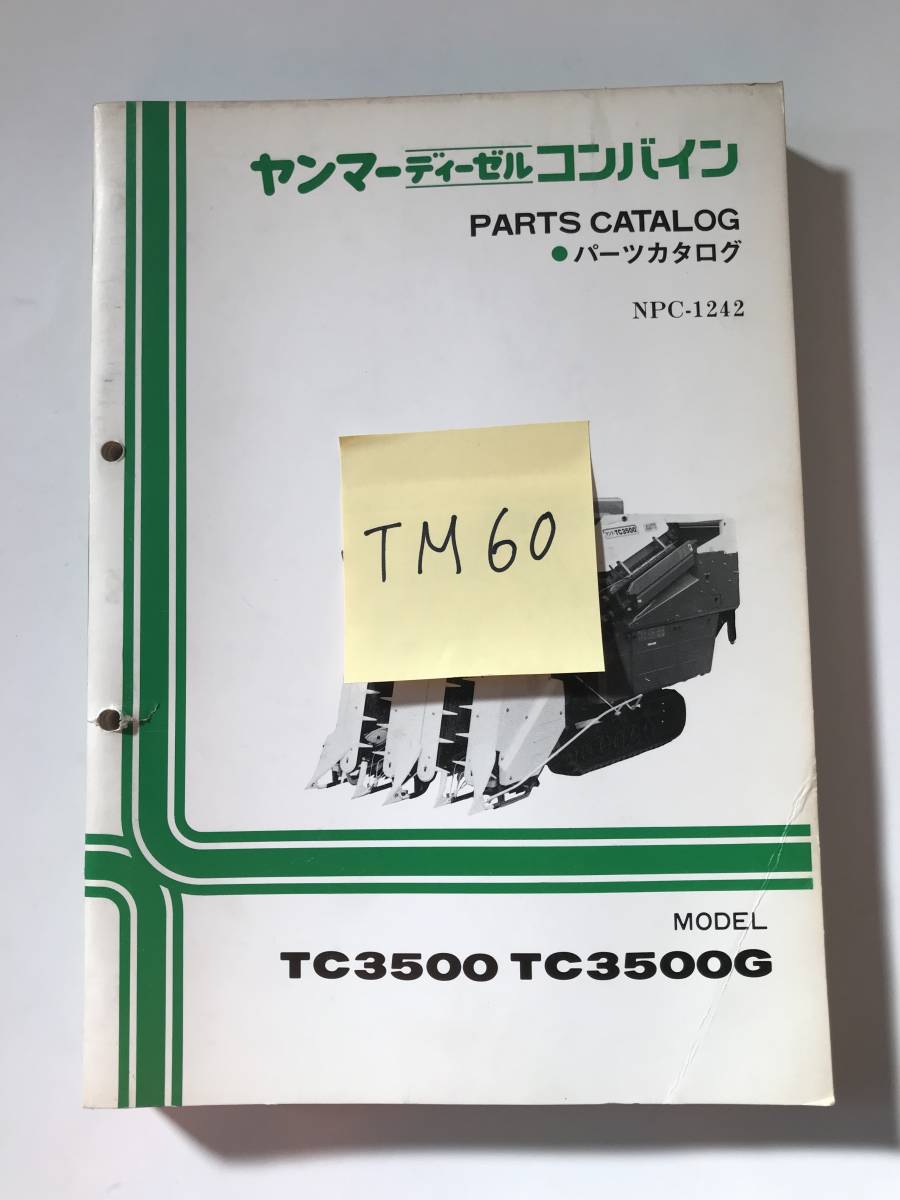 ヤンマーディーゼルコンバイン
PARTS CATALOG
●パーツカタログ
NPC-1242
TM60
TC3500
MODEL
TC3500 TC3500G